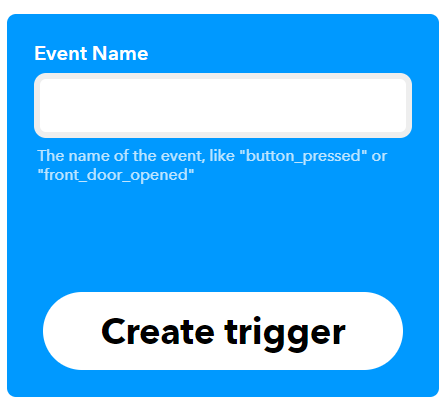 Event Name
The name of the event, like "button_pressed" or
"front_door_opened"
Create trigger